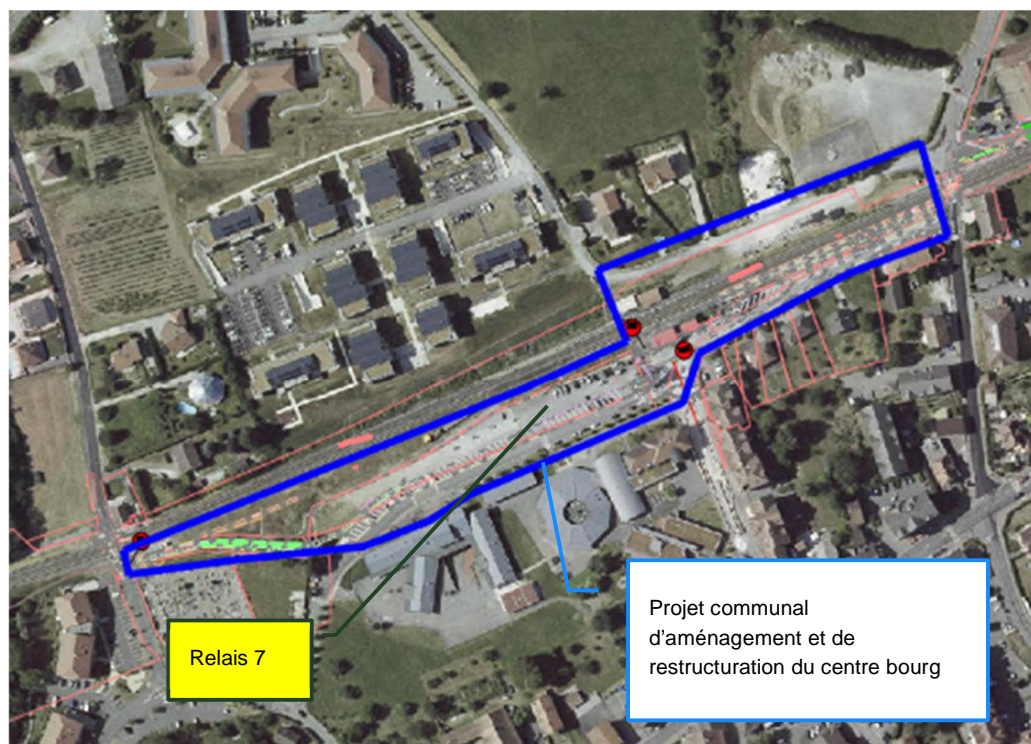 Relais 7
Projet communal
d’aménagement et de
restructuration du centre bourg